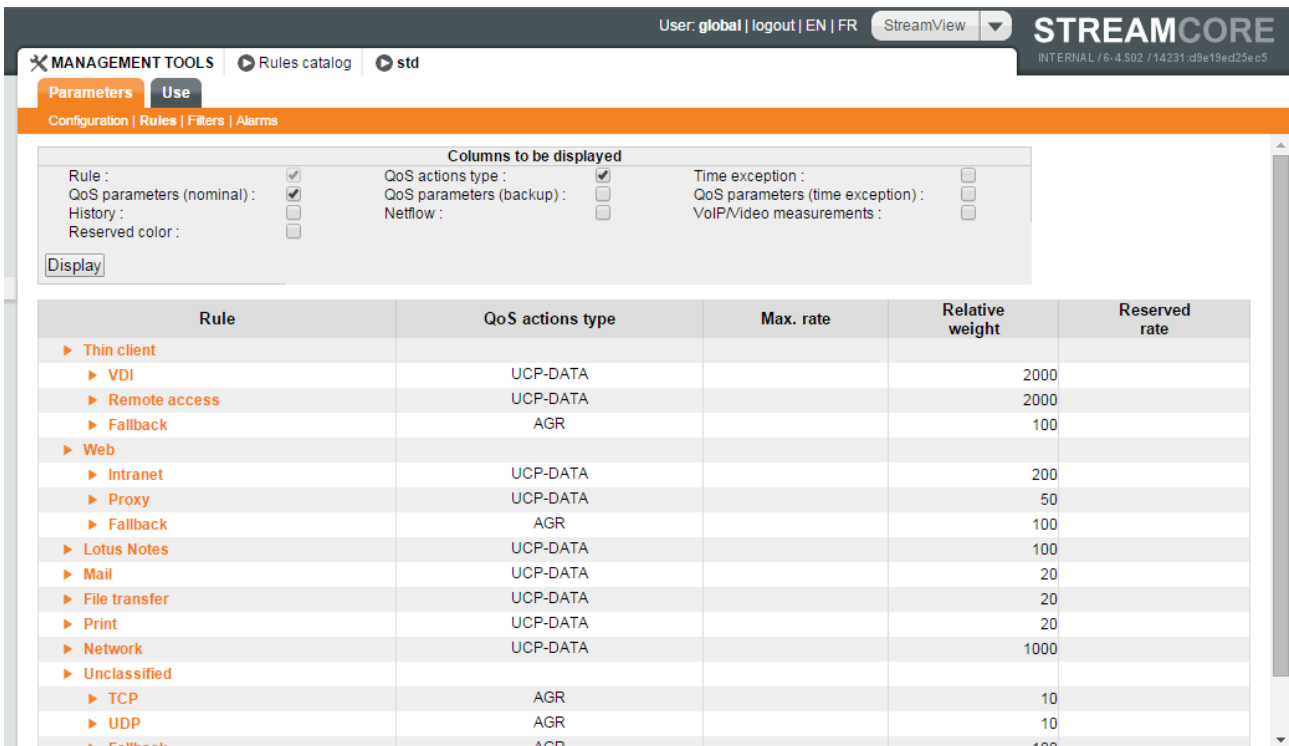 User: global | logout | EN | FR StreamView STREAMCORE
INTERNAL / 6-4.S02 / 14231:d9e19ed25ec5
MANAGEMENT TOOLS Rules catalog std
Parameters Use
Configuration | Rules | Filters | Alarms
Columns to be displayed
Rule : QoS actions type : Time exception :
QoS parameters (nominal) : QoS parameters (backup) : QoS parameters (time exception) :
History : Netflow : VoIP/Video measurements :
Reserved color :
Display
Rule QoS actions type Max. rate Relative weight Reserved rate
Thin client
VDI UCP-DATA 2000
Remote access UCP-DATA 2000
Fallback AGR 100
Web
Intranet UCP-DATA 200
Proxy UCP-DATA 50
Fallback AGR 100
Lotus Notes UCP-DATA 100
Mail UCP-DATA 20
File transfer UCP-DATA 20
Print UCP-DATA 20
Network UCP-DATA 1000
Unclassified
TCP AGR 10
UDP AGR 10
Fallback AGR 100